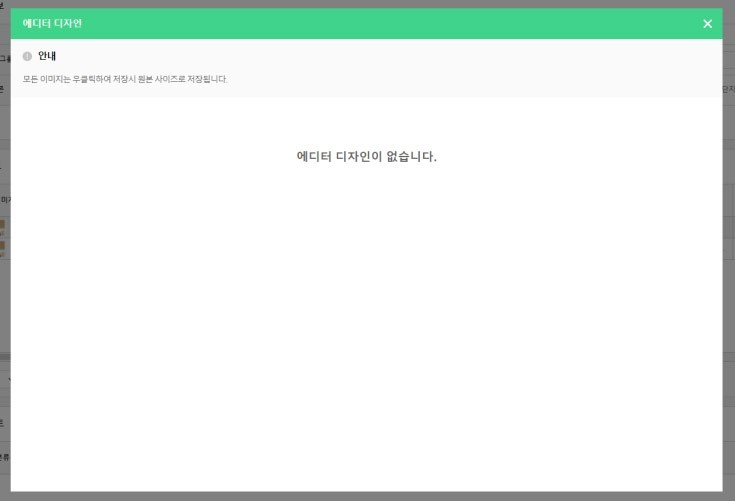 에디터 디자인
안내
모든 이미지는 우클릭하여 저장시 원본 사이즈로 저장됩니다.
에디터 디자인이 없습니다.